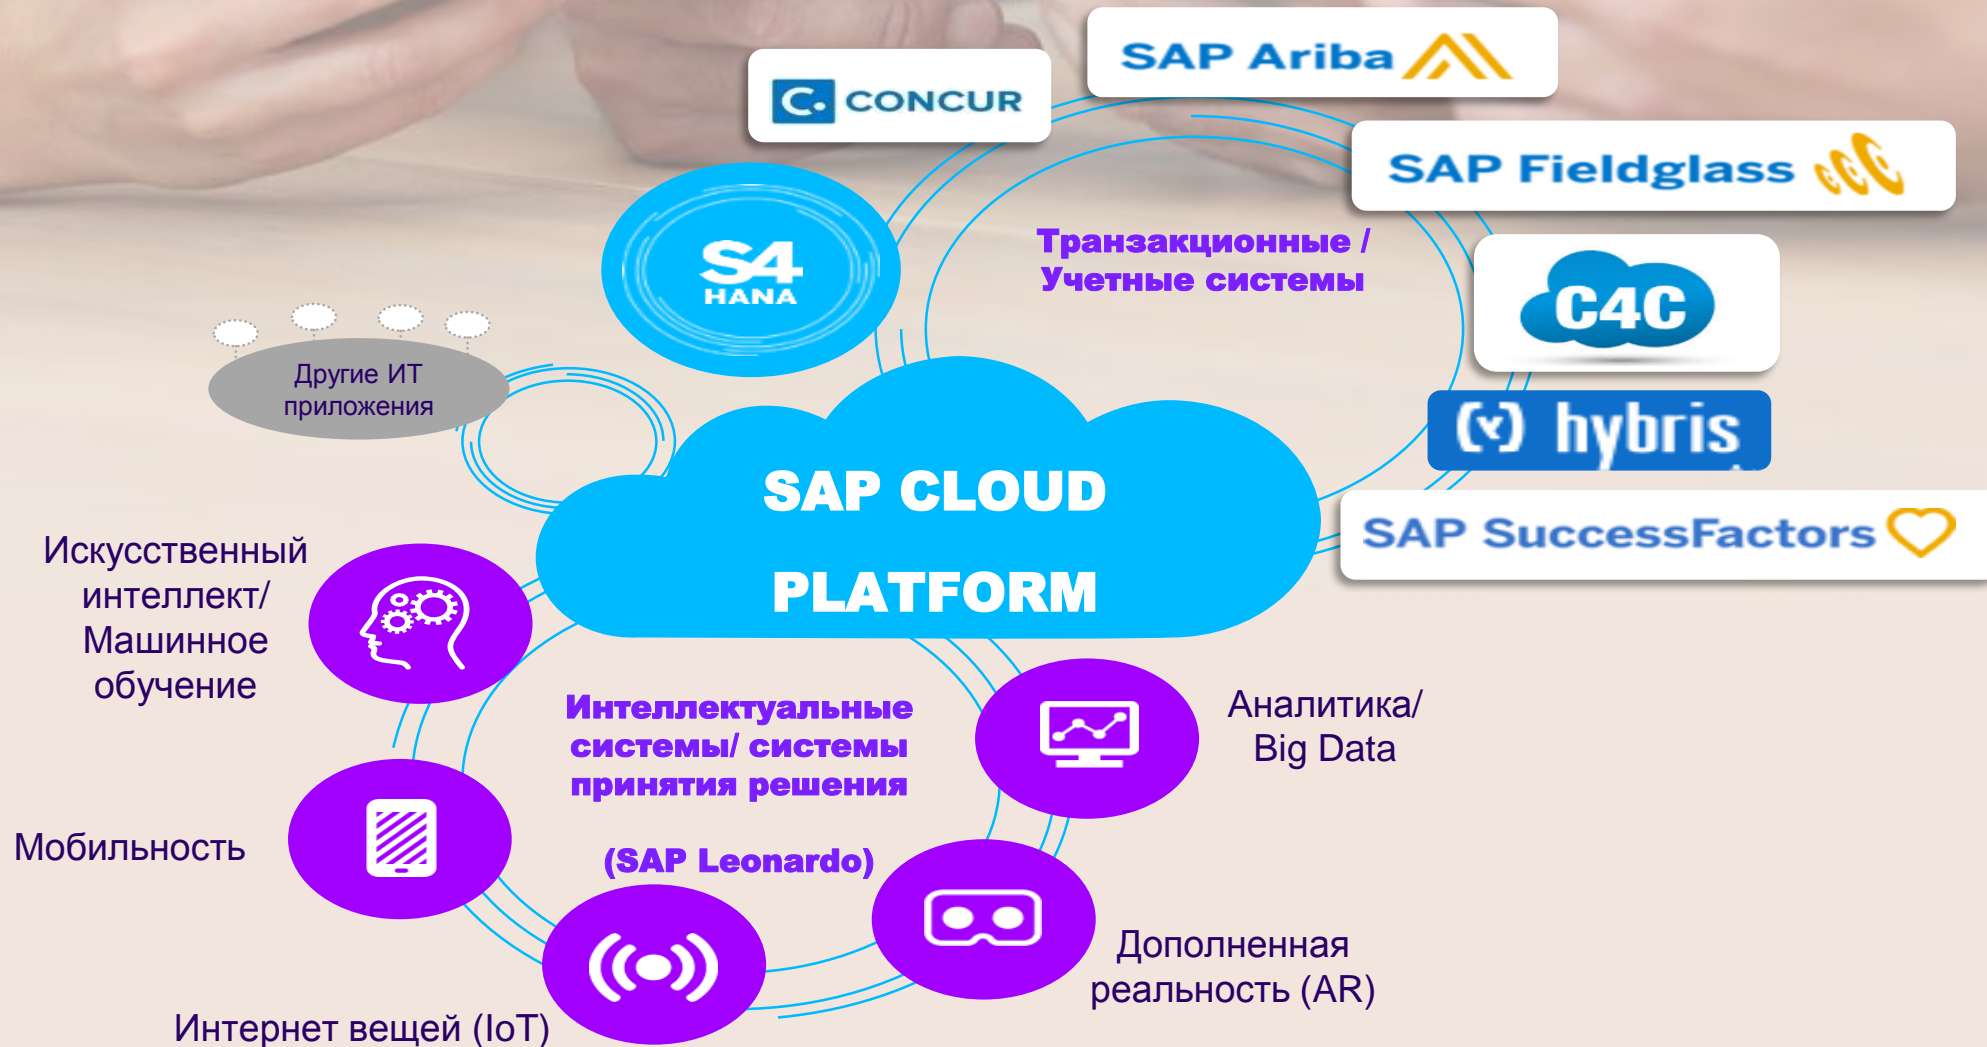 SAP Ariba
C. CONCUR
SAP Fieldglass
S4
HANA
Транзакционные /
Учетные системы
C4C
Другие ИТ
приложения
hybris
SAP CLOUD
PLATFORM
SAP SuccessFactors
Искусственный
интеллект/
Машинное
обучение
Интеллектуальные
системы/ системы
принятия решения
(SAP Leonardo)
Аналитика/
Big Data
Мобильность
Дополненная
реальность (AR)
Интернет вещей (IoT)